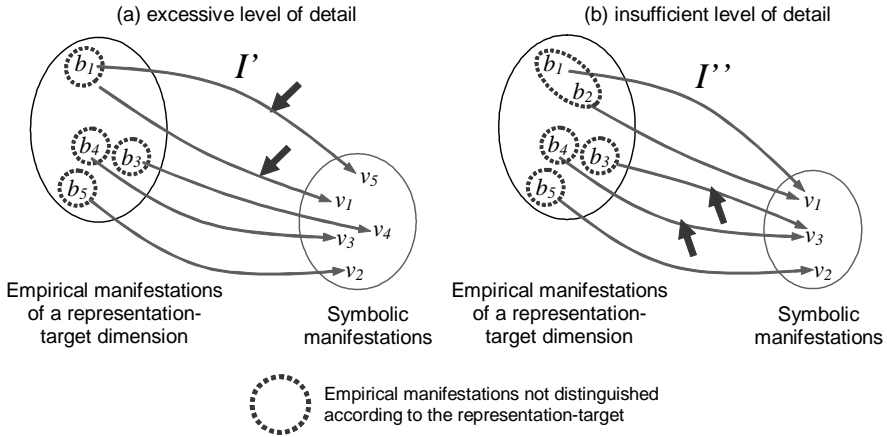 (a) excessive level of detail
b1
I'
b4
b3
b5
v5
v1
v4
v3
v2
Empirical manifestations
of a representation-
target dimension
Symbolic
manifestations
(b) insufficient level of detail
b1
I''
b2
b4
b3
b5
v1
v3
v2
Empirical manifestations
of a representation-
target dimension
Symbolic
manifestations
Empirical manifestations not distinguished
according to the representation-target